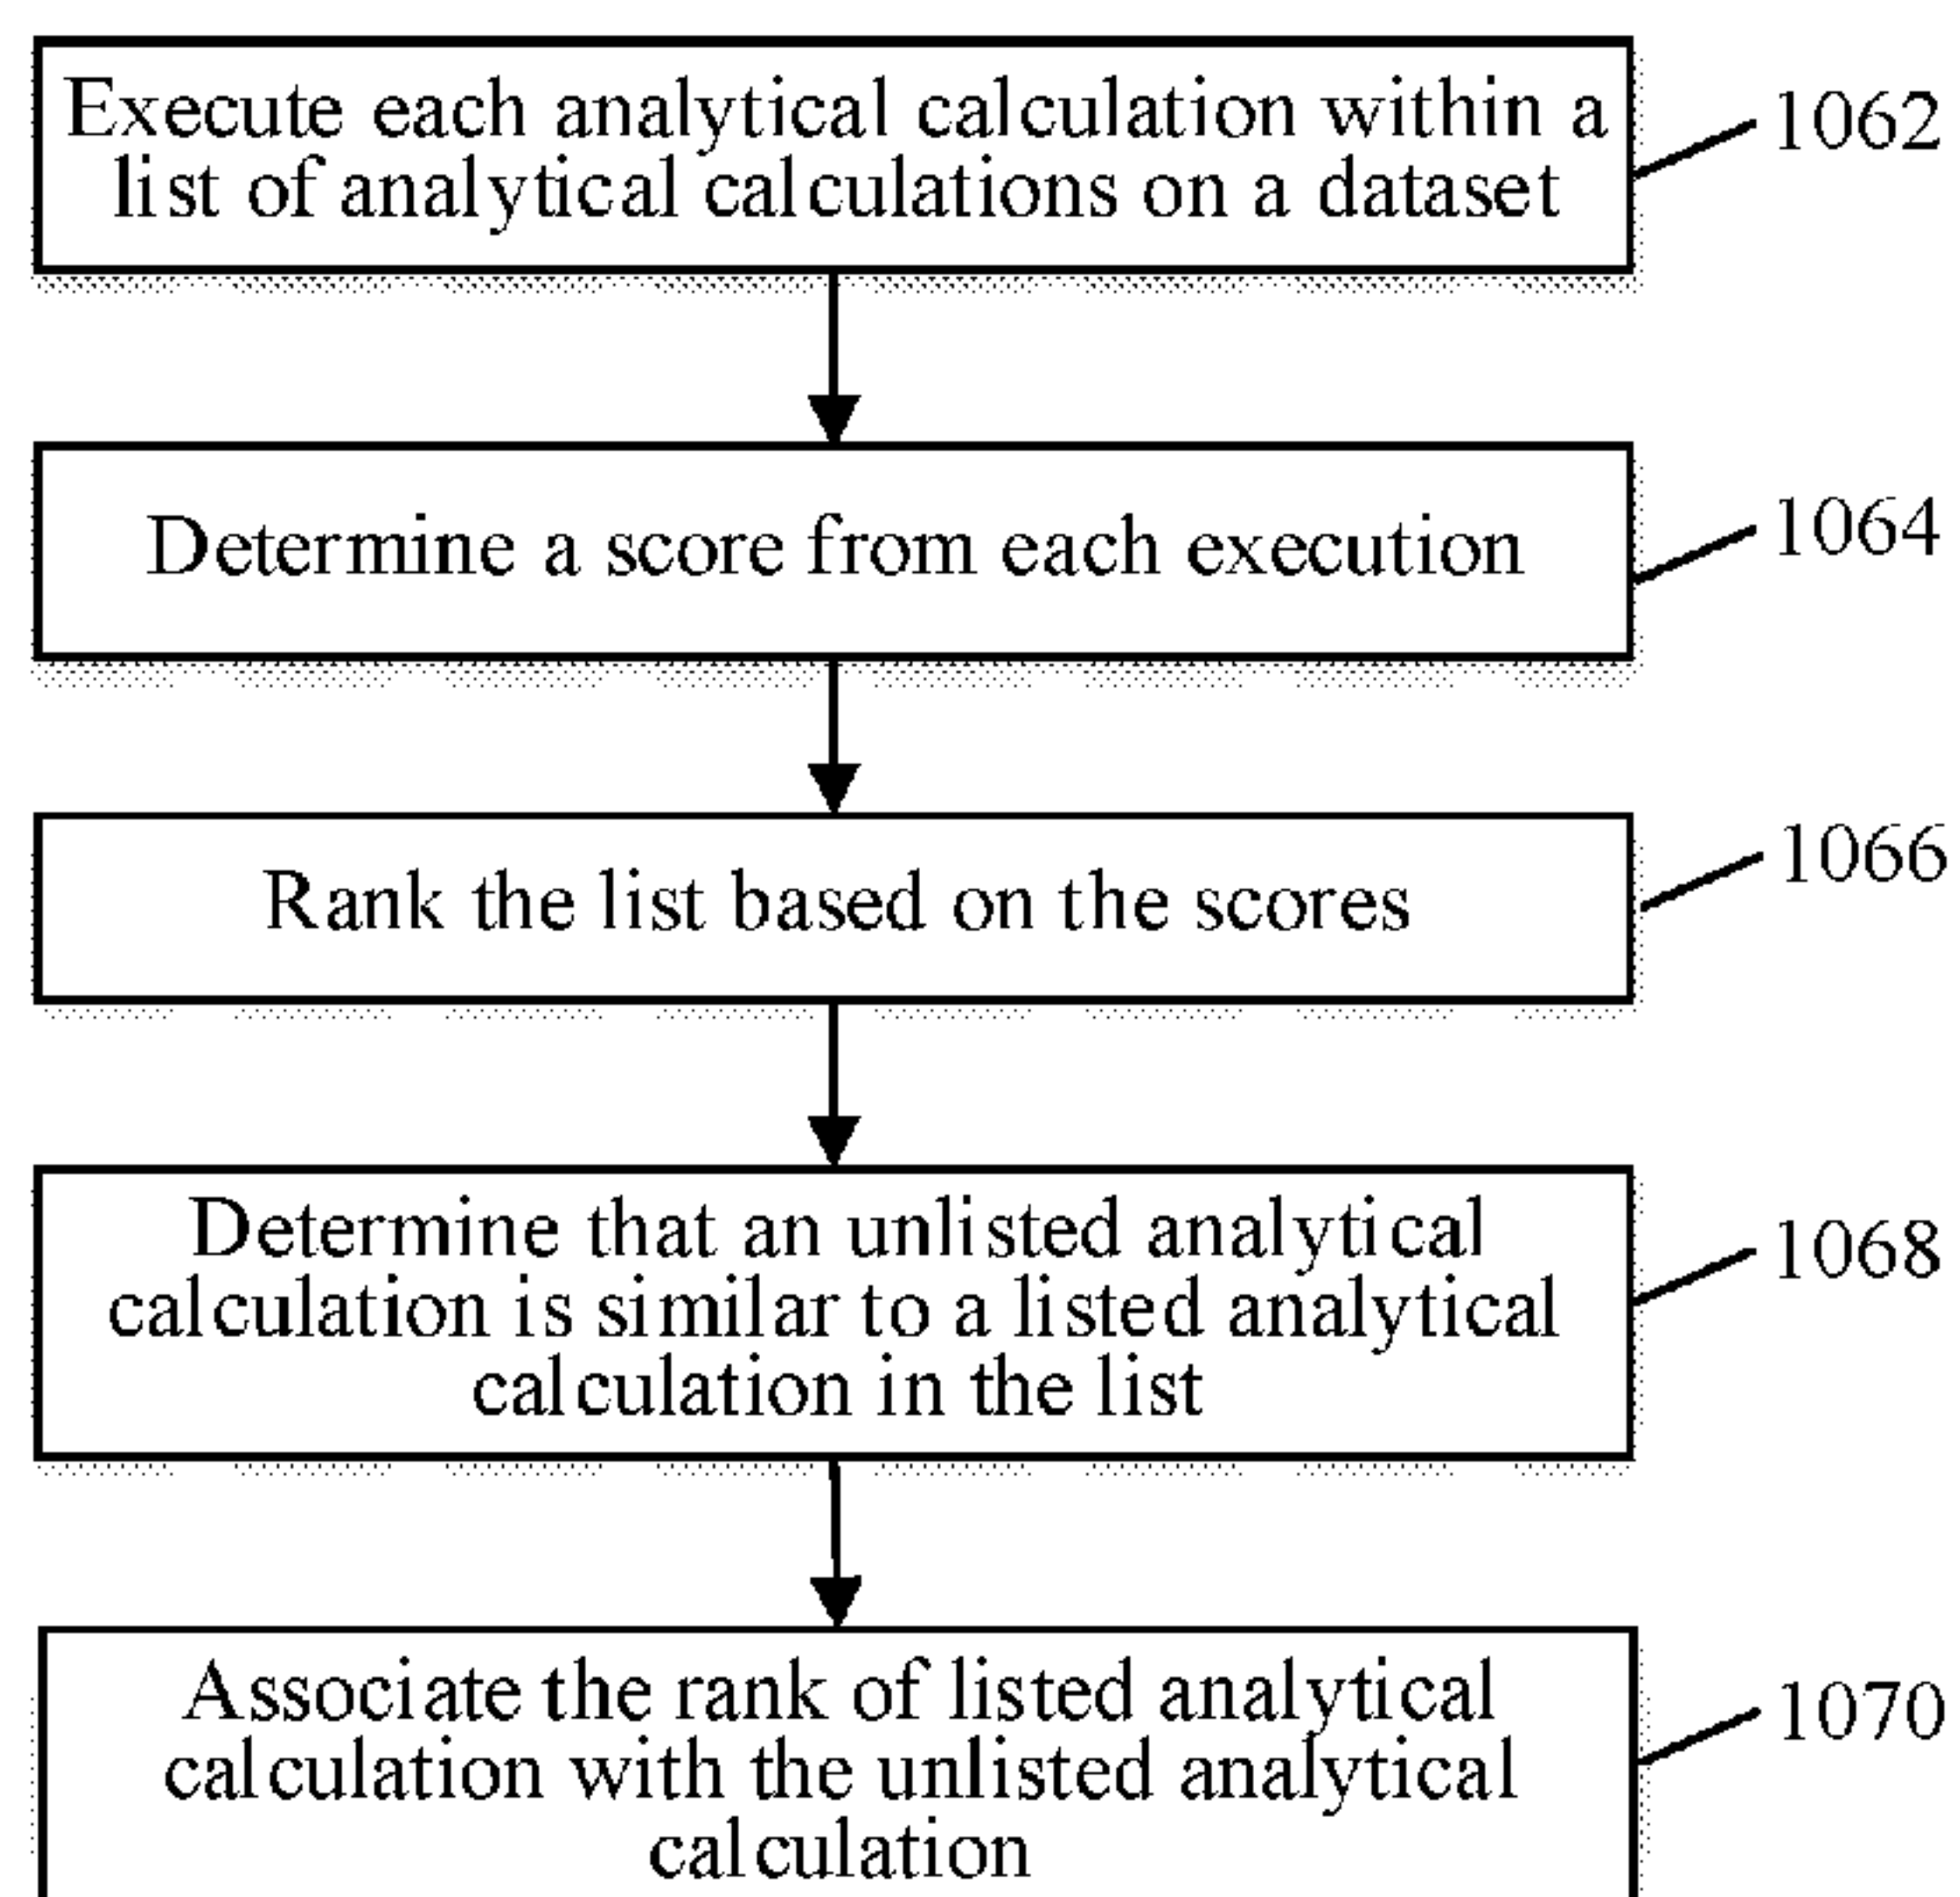 Execute each analytical calculation within a
list of analytical calculations on a dataset
1062
Determine a score from each execution
1064
Rank the list based on the scores
1066
Determine that an unlisted analytical
calculation is similar to a listed analytical
calculation in the list
1068
Associate the rank of listed analytical
calculation with the unlisted analytical
calculation
1070